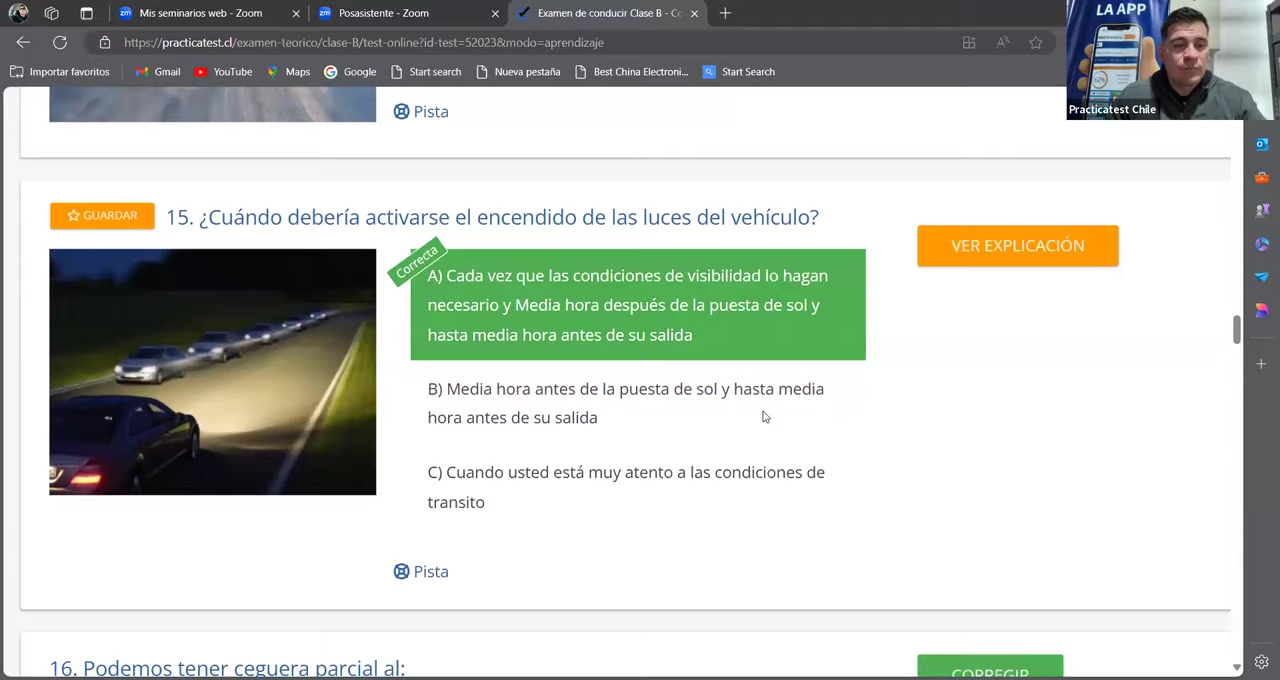 Mis seminarios web - Zoom
Posasistente - Zoom
Examen de conducir Clase B - Co
https://practicatest.cl/examen-teorico/clase-B/test-online?id-test=52023&modo=aprendizaje
Importar favoritos
Gmail
YouTube
Maps
Google
Start search
Nueva pestaña
Best China Electroni...
Start Search
LA APP
Practicatest Chile
Pista
GUARDAR
15. ¿Cuándo debería activarse el encendido de las luces del vehículo?
VER EXPLICACIÓN
Correcta
A) Cada vez que las condiciones de visibilidad lo hagan
necesario y Media hora después de la puesta de sol y
hasta media hora antes de su salida
B) Media hora antes de la puesta de sol y hasta media
hora antes de su salida
C) Cuando usted está muy atento a las condiciones de
transito
Pista
16. Podemos tener ceguera parcial al:
CORREGIR